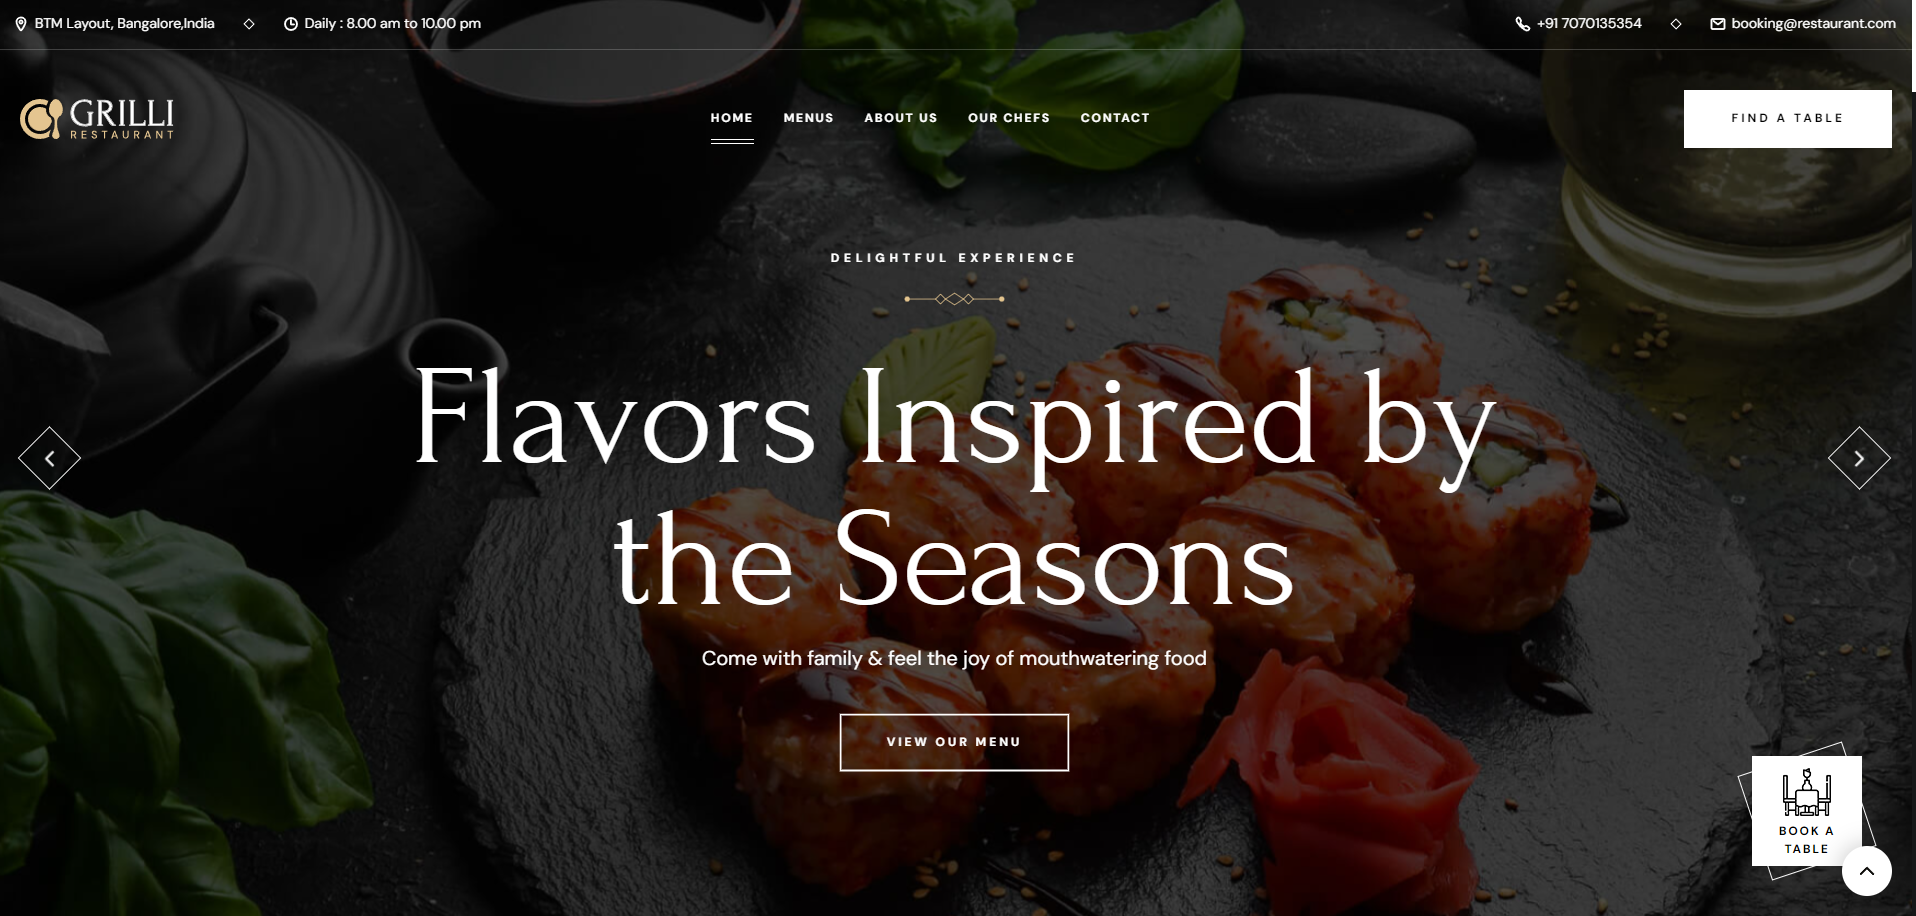 BTM Layout, Bangalore,India
Daily : 8.00 am to 10.00 pm
+91 7070135354
booking@restaurant.com
GRILLI
RESTAURANT
HOME
MENUS
ABOUT US
OUR CHEFS
CONTACT
FIND A TABLE
DELIGHTFUL EXPERIENCE
Flavors Inspired by
the Seasons
Come with family & feel the joy of mouthwatering food
VIEW OUR MENU
BOOK A
TABLE